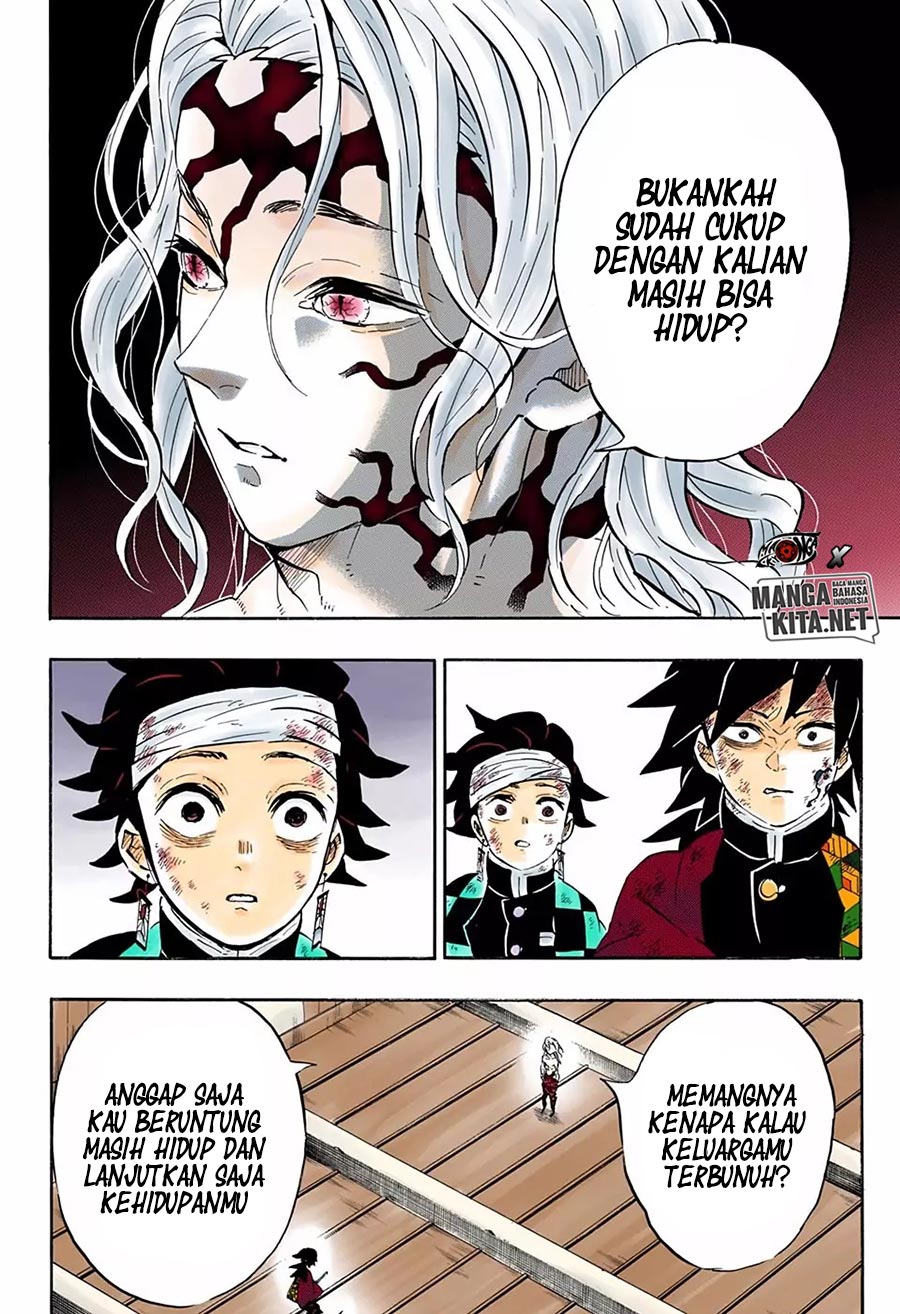 BUKANKAH
SUDAH CUKUP
DENGAN KALIAN
MASIH BISA
HIDUP?
X
MANGA
BACA MANGA
BAHASA
INDONESIA
KITA.NET
MEMANGNYA
KENAPA KALAU
KELUARGAMU
TERBUNUH?
ANGGAP SAJA
KAU BERUNTUNG
MASIH HIDUP DAN
LANJUTKAN SAJA
KEHIDUPANMU